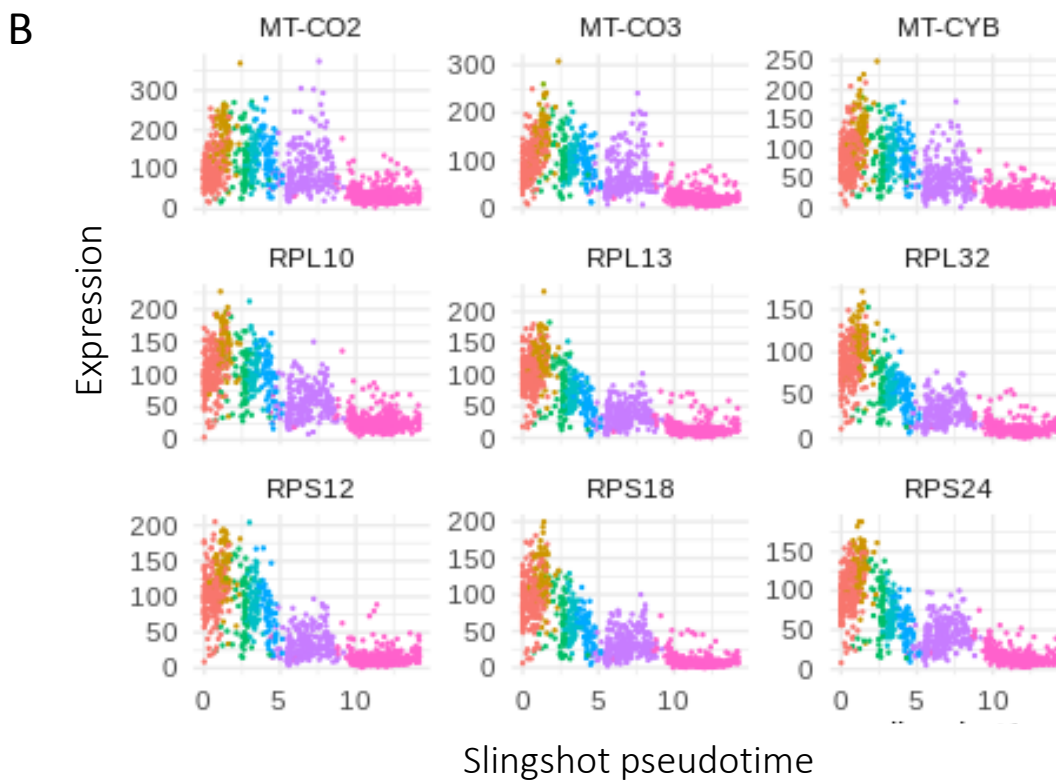 B
MT-CO2 MT-CO3 MT-CYB
300 200 100 0
300 200 100 0
250 200 150 100 50 0
Expression
RPL10 RPL13 RPL32
200 150 100 50 0
200 150 100 50 0
150 100 50 0
RPS12 RPS18 RPS24
200 150 100 50 0
200 150 100 50 0
150 100 50 0
0 5 10 0 5 10 0 5 10
Slingshot pseudotime